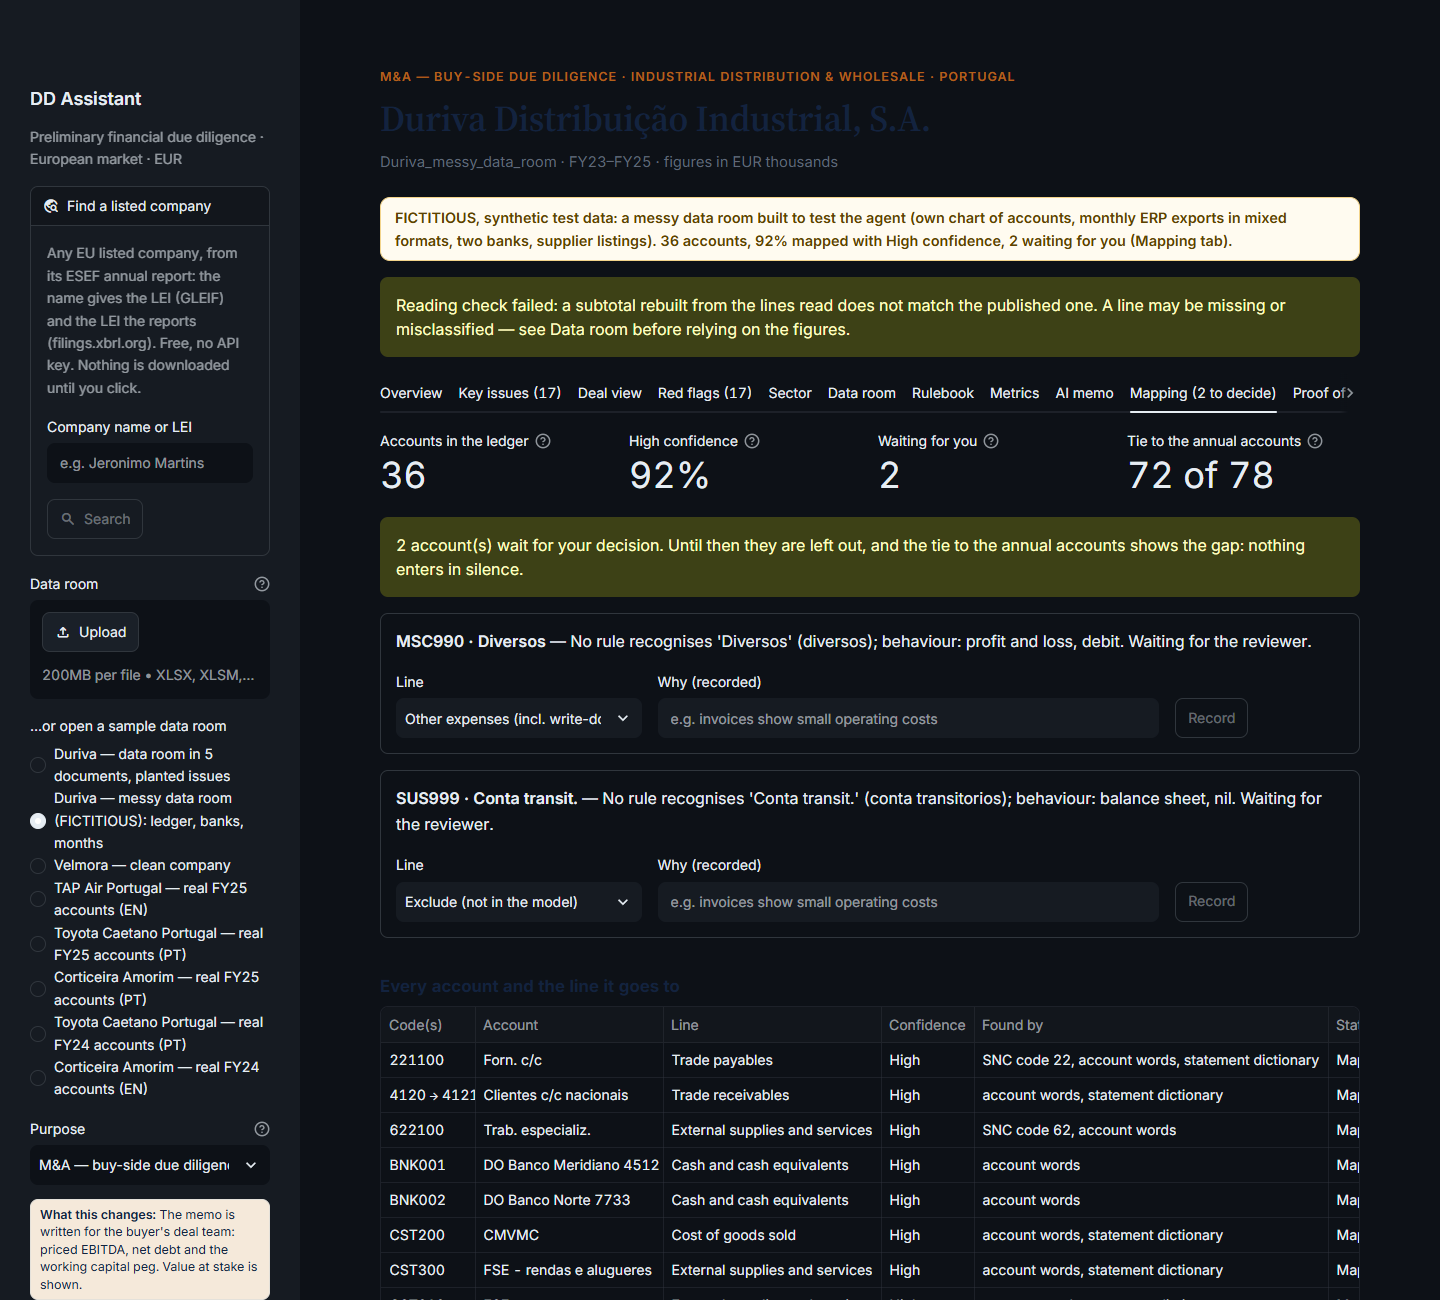 DD Assistant
Preliminary financial due diligence ·
European market · EUR
Find a listed company
Any EU listed company, from
its ESEF annual report: the
name gives the LEI (GLEIF)
and the LEI the reports
(filings.xbrl.org). Free, no API
key. Nothing is downloaded
until you click.
Company name or LEI
e.g. Jeronimo Martins
Search
Data room
Upload
200MB per file • XLSX, XLSM,...
...or open a sample data room
Duriva — data room in 5
documents, planted issues
Duriva — messy data room
(FICTITIOUS): ledger, banks,
months
Velmora — clean company
TAP Air Portugal — real FY25
accounts (EN)
Toyota Caetano Portugal — real
FY25 accounts (PT)
Corticeira Amorim — real FY25
accounts (PT)
Toyota Caetano Portugal — real
FY24 accounts (PT)
Corticeira Amorim — real FY24
accounts (EN)
Purpose
M&A — buy-side due diligen
What this changes: The memo is
written for the buyer's deal team:
priced EBITDA, net debt and the
working capital peg. Value at stake is
shown.
M&A — BUY-SIDE DUE DILIGENCE · INDUSTRIAL DISTRIBUTION & WHOLESALE · PORTUGAL
Duriva Distribuição Industrial, S.A.
Duriva_messy_data_room · FY23–FY25 · figures in EUR thousands
FICTITIOUS, synthetic test data: a messy data room built to test the agent (own chart of accounts, monthly ERP exports in mixed
formats, two banks, supplier listings). 36 accounts, 92% mapped with High confidence, 2 waiting for you (Mapping tab).
Reading check failed: a subtotal rebuilt from the lines read does not match the published one. A line may be missing or
misclassified — see Data room before relying on the figures.
Overview Key issues (17) Deal view Red flags (17) Sector Data room Rulebook Metrics AI memo Mapping (2 to decide) Proof of
Accounts in the ledger High confidence Waiting for you Tie to the annual accounts
36 92% 2 72 of 78
2 account(s) wait for your decision. Until then they are left out, and the tie to the annual accounts shows the gap: nothing
enters in silence.
MSC990 · Diversos — No rule recognises 'Diversos' (diversos); behaviour: profit and loss, debit. Waiting for the reviewer.
Line Why (recorded)
Other expenses (incl. write-do e.g. invoices show small operating costs Record
SUS999 · Conta transit. — No rule recognises 'Conta transit.' (conta transitorios); behaviour: balance sheet, nil. Waiting for
the reviewer.
Line Why (recorded)
Exclude (not in the model) e.g. invoices show small operating costs Record
Every account and the line it goes to
Code(s) Account Line Confidence Found by Stat
221100 Forn. c/c Trade payables High SNC code 22, account words, statement dictionary Map
4120 → 4121 Clientes c/c nacionais Trade receivables High account words, statement dictionary Map
622100 Trab. especializ. External supplies and services High SNC code 62, account words Map
BNK001 DO Banco Meridiano 4512 Cash and cash equivalents High account words Map
BNK002 DO Banco Norte 7733 Cash and cash equivalents High account words Map
CST200 CMVMC Cost of goods sold High account words, statement dictionary Map
CST300 FSE - rendas e alugueres External supplies and services High account words, statement dictionary Map